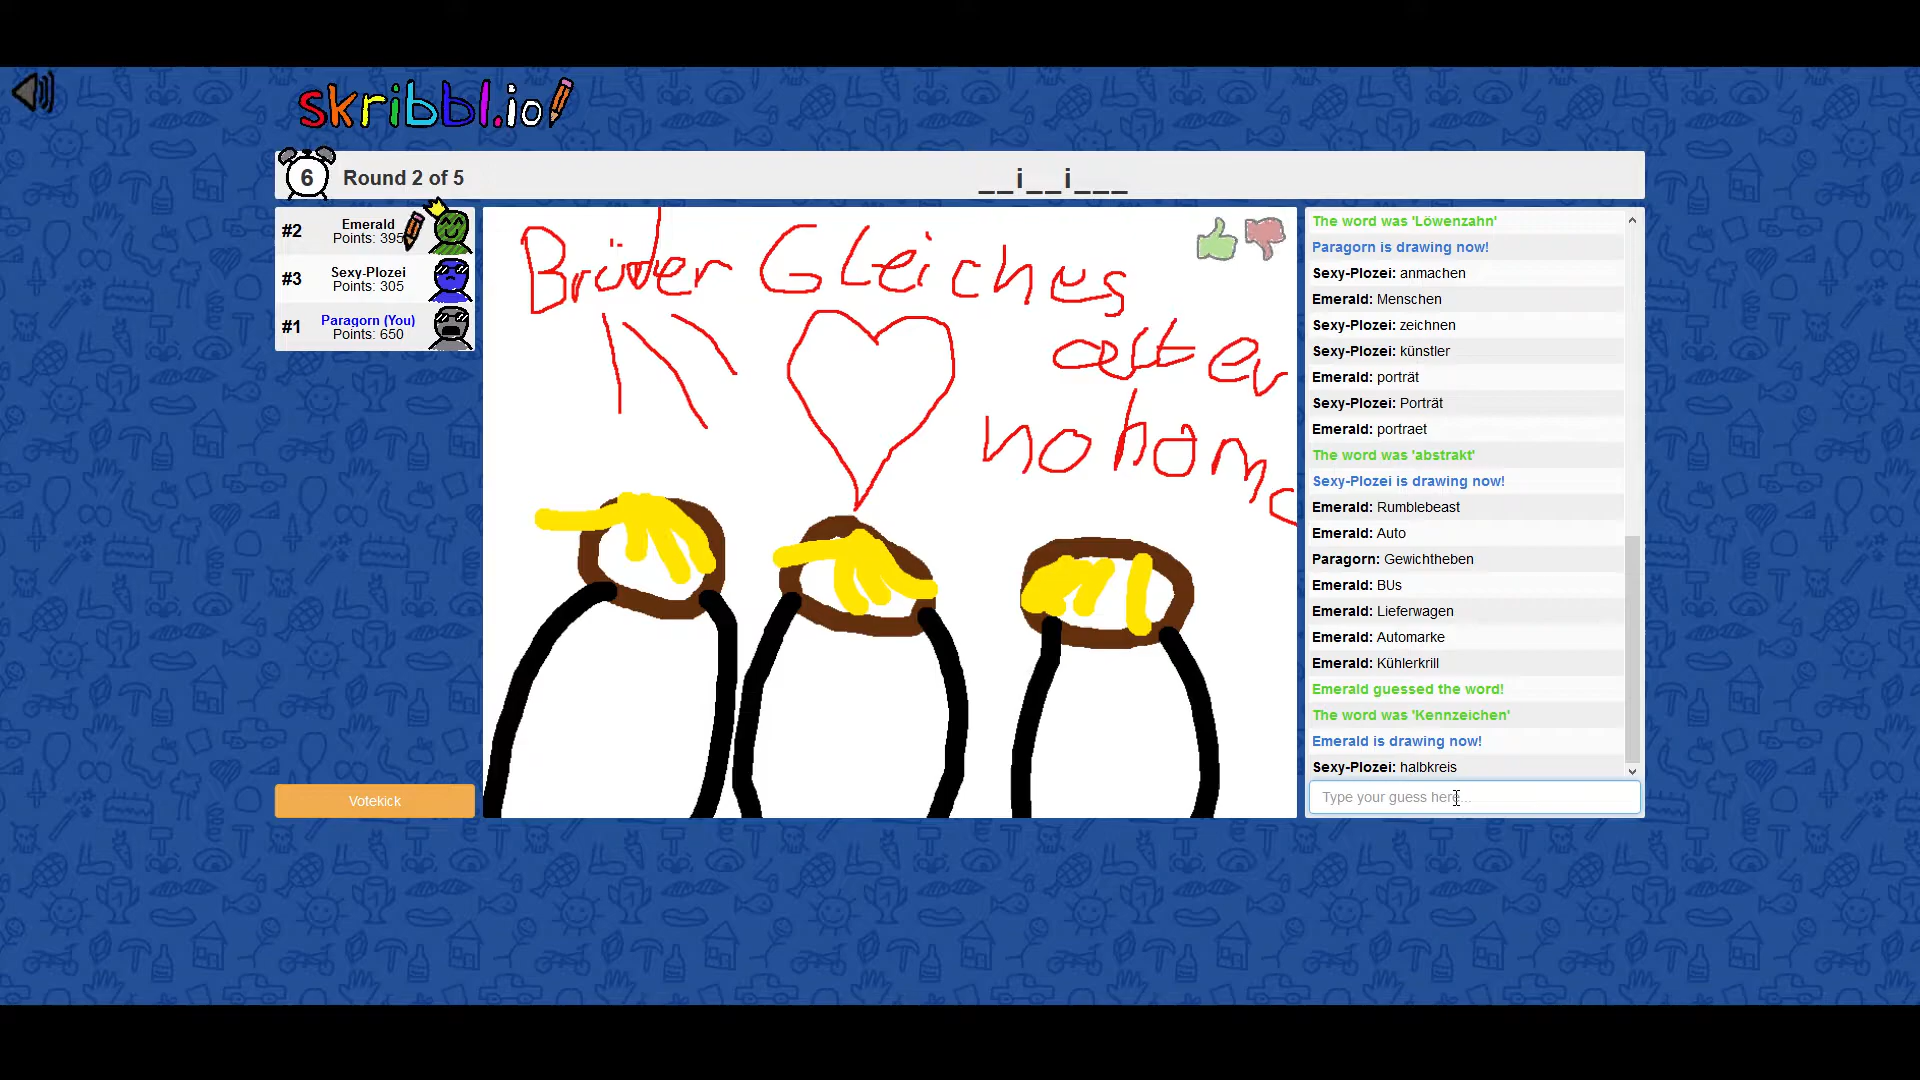 skribbl.io
6 Round 2 of 5 __i__i___
#2 Emerald
Points: 395
#3 Sexy-Plozei
Points: 305
#1 Paragorn (You)
Points: 650
Votekick
Brüder Gleiches
alter
no homo
The word was 'Löwenzahn'
Paragorn is drawing now!
Sexy-Plozei: anmachen
Emerald: Menschen
Sexy-Plozei: zeichnen
Sexy-Plozei: künstler
Emerald: porträt
Sexy-Plozei: Porträt
Emerald: portraet
The word was 'abstrakt'
Sexy-Plozei is drawing now!
Emerald: Rumblebeast
Emerald: Auto
Paragorn: Gewichtheben
Emerald: BUs
Emerald: Lieferwagen
Emerald: Automarke
Emerald: Kühlerkrill
Emerald guessed the word!
The word was 'Kennzeichen'
Emerald is drawing now!
Sexy-Plozei: halbkreis
Type your guess here...